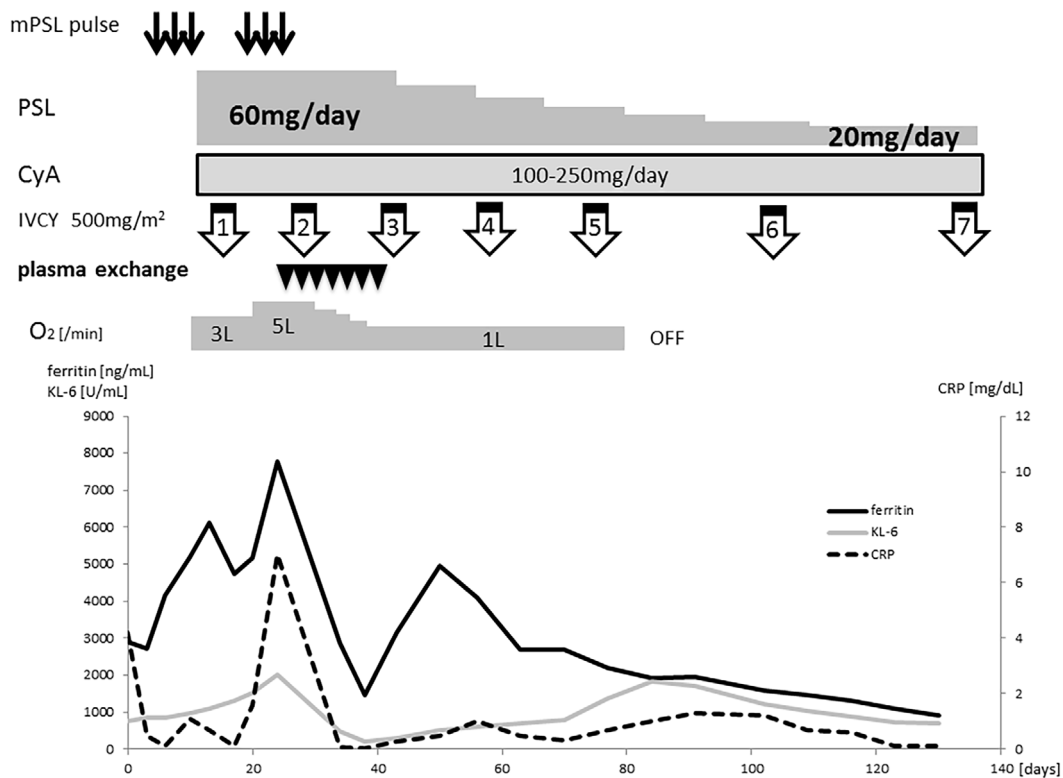 mPSL pulse
PSL
60mg/day
20mg/day
CyA
100-250mg/day
IVCY 500mg/m²
1 2 3 4 5 6 7
plasma exchange
O₂ [/min]
3L 5L 1L OFF
ferritin [ng/mL]
KL-6 [U/mL]
CRP [mg/dL]
9000 12
8000
7000 10
6000 8
5000
4000 6
3000 4
2000
1000 2
0 0
ferritin
KL-6
CRP
0 20 40 60 80 100 120 140 [days]